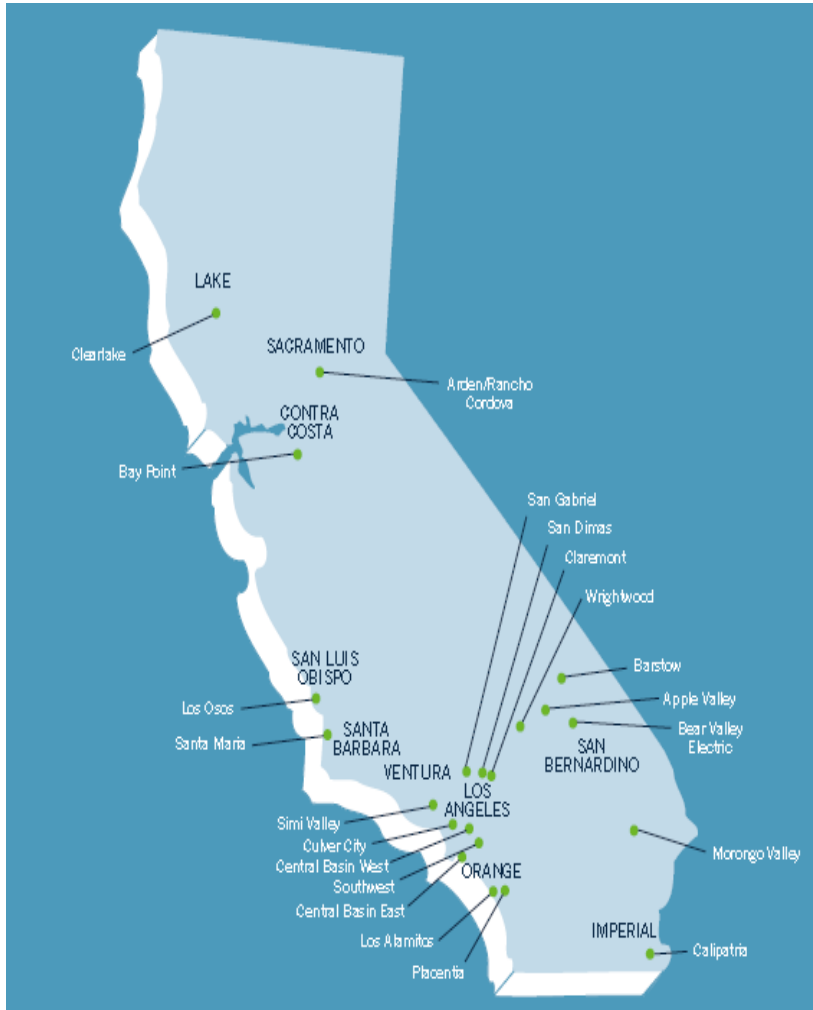 LAKE
Clearlake
SACRAMENTO
Arden/Rancho
Cordova
CONTRA
COSTA
Bay Point
San Gabriel
San Dimas
Claremont
Wrightwood
SAN LUIS
OBISPO
Barstow
Los Osos
Apple Valley
Santa Maria
SANTA
BARBARA
Bear Valley
Electric
SAN
BERNARDINO
VENTURA
LOS
ANGELES
Simi Valley
Culver City
Central Basin West
Southwest
Central Basin East
Morongo Valley
ORANGE
Los Alamitos
Placentia
IMPERIAL
Calipatria